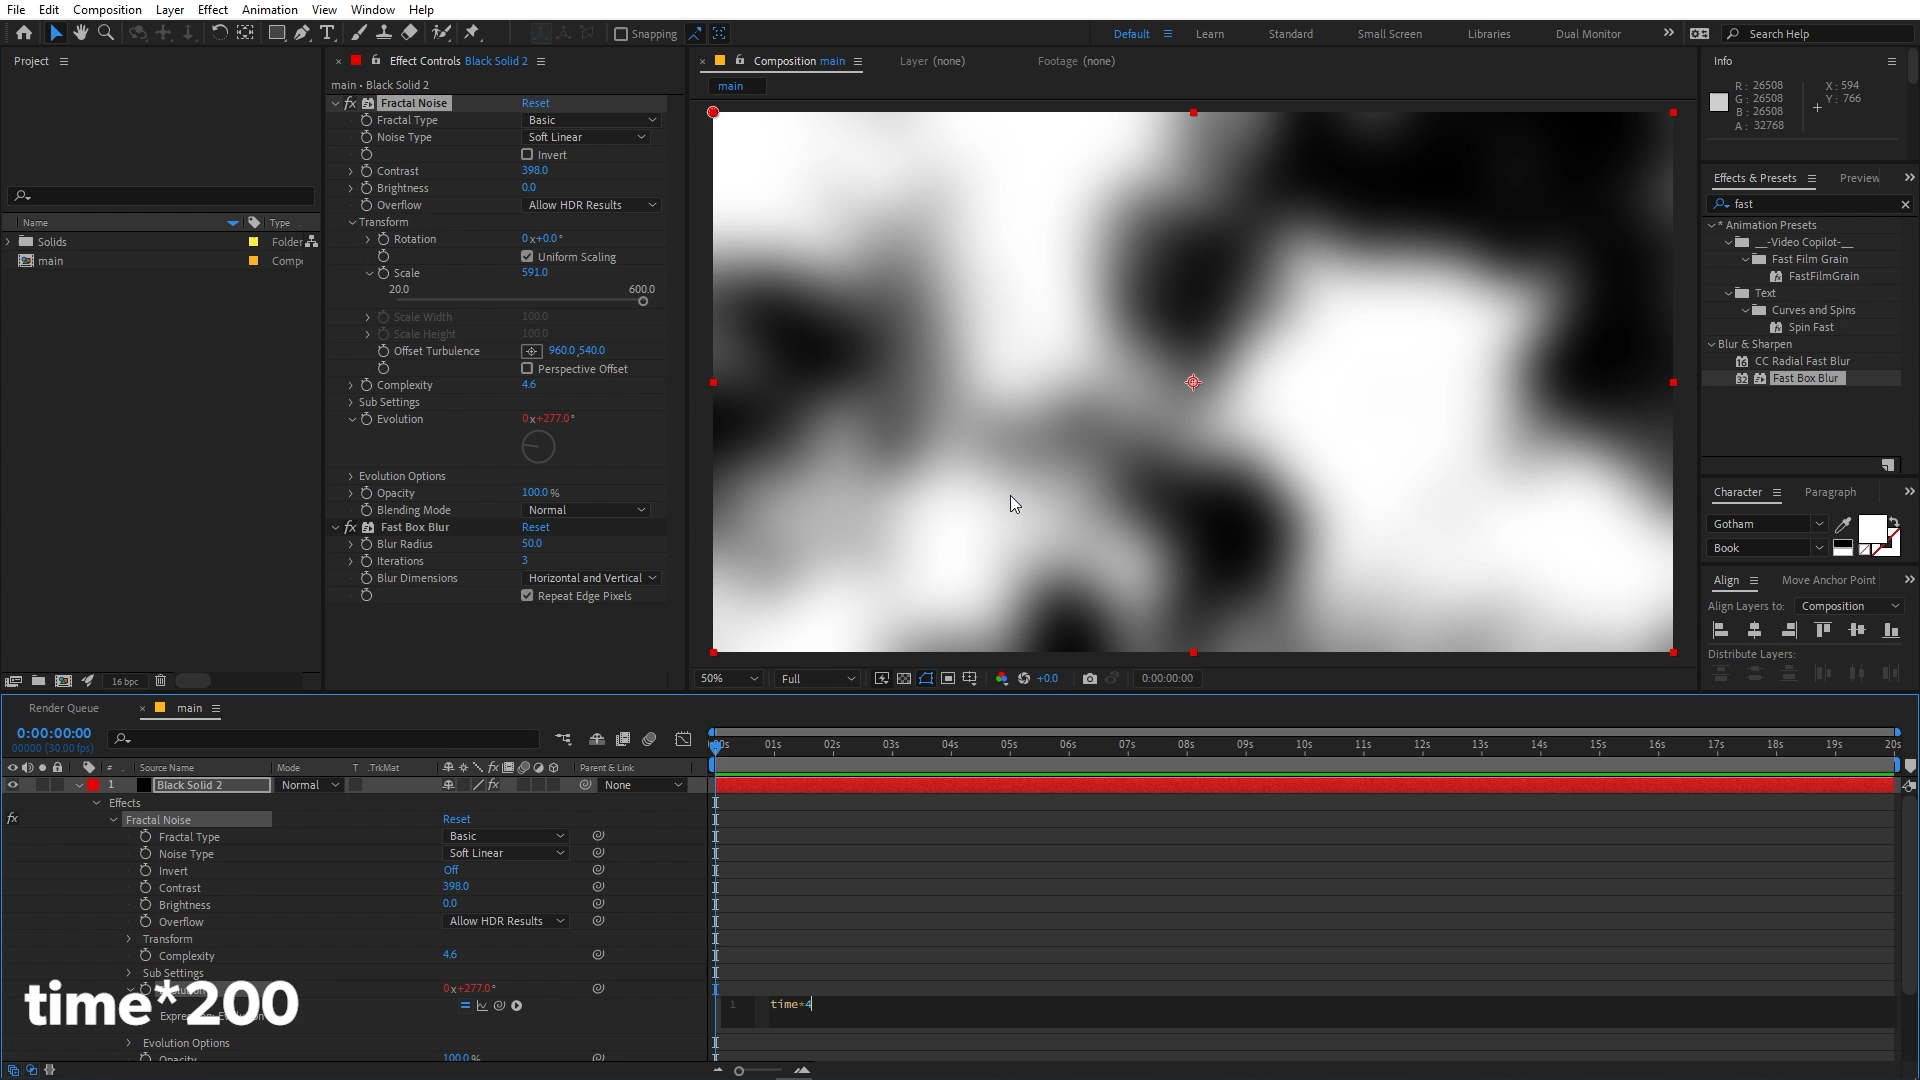 File Edit Composition Layer Effect Animation View Window Help
Snapping
Default Learn Standard Small Screen Libraries Dual Monitor Search Help
Project
Name Type
Solids Folder
main Compo
16 bpc
Effect Controls Black Solid 2
main • Black Solid 2
fx Fractal Noise Reset
Fractal Type Basic
Noise Type Soft Linear
Invert
Contrast 398.0
Brightness 0.0
Overflow Allow HDR Results
Transform
Rotation 0x+0.0°
Uniform Scaling
Scale 591.0
20.0 600.0
Scale Width 100.0
Scale Height 100.0
Offset Turbulence 960.0,540.0
Perspective Offset
Complexity 4.6
Sub Settings
Evolution 0x+277.0°
Evolution Options
Opacity 100.0 %
Blending Mode Normal
fx Fast Box Blur Reset
Blur Radius 50.0
Iterations 3
Blur Dimensions Horizontal and Vertical
Repeat Edge Pixels
Composition main Layer (none) Footage (none)
main
50% Full +0.0 0:00:00:00
Info
R: 26508 X: 594
G: 26508 Y: 766
B: 26508
A: 32768
Effects & Presets Preview
fast
* Animation Presets
__-Video Copilot-__
Fast Film Grain
FastFilmGrain
Text
Curves and Spins
Spin Fast
Blur & Sharpen
CC Radial Fast Blur
Fast Box Blur
Character Paragraph
Gotham
Book
Align Move Anchor Point
Align Layers to: Composition
Distribute Layers:
Render Queue main
0:00:00:00
00000 (30.00 fps)
# Source Name Mode T .TrkMat Parent & Link
1 Black Solid 2 Normal None
Effects
fx Fractal Noise Reset
Fractal Type Basic
Noise Type Soft Linear
Invert Off
Contrast 398.0
Brightness 0.0
Overflow Allow HDR Results
Transform
Complexity 4.6
Sub Settings
0x+277.0°
Evolution Options
Opacity 100.0 %
:00s 01s 02s 03s 04s 05s 06s 07s 08s 09s 10s 11s 12s 13s 14s 15s 16s 17s 18s 19s 20s
1 time*4
time*200